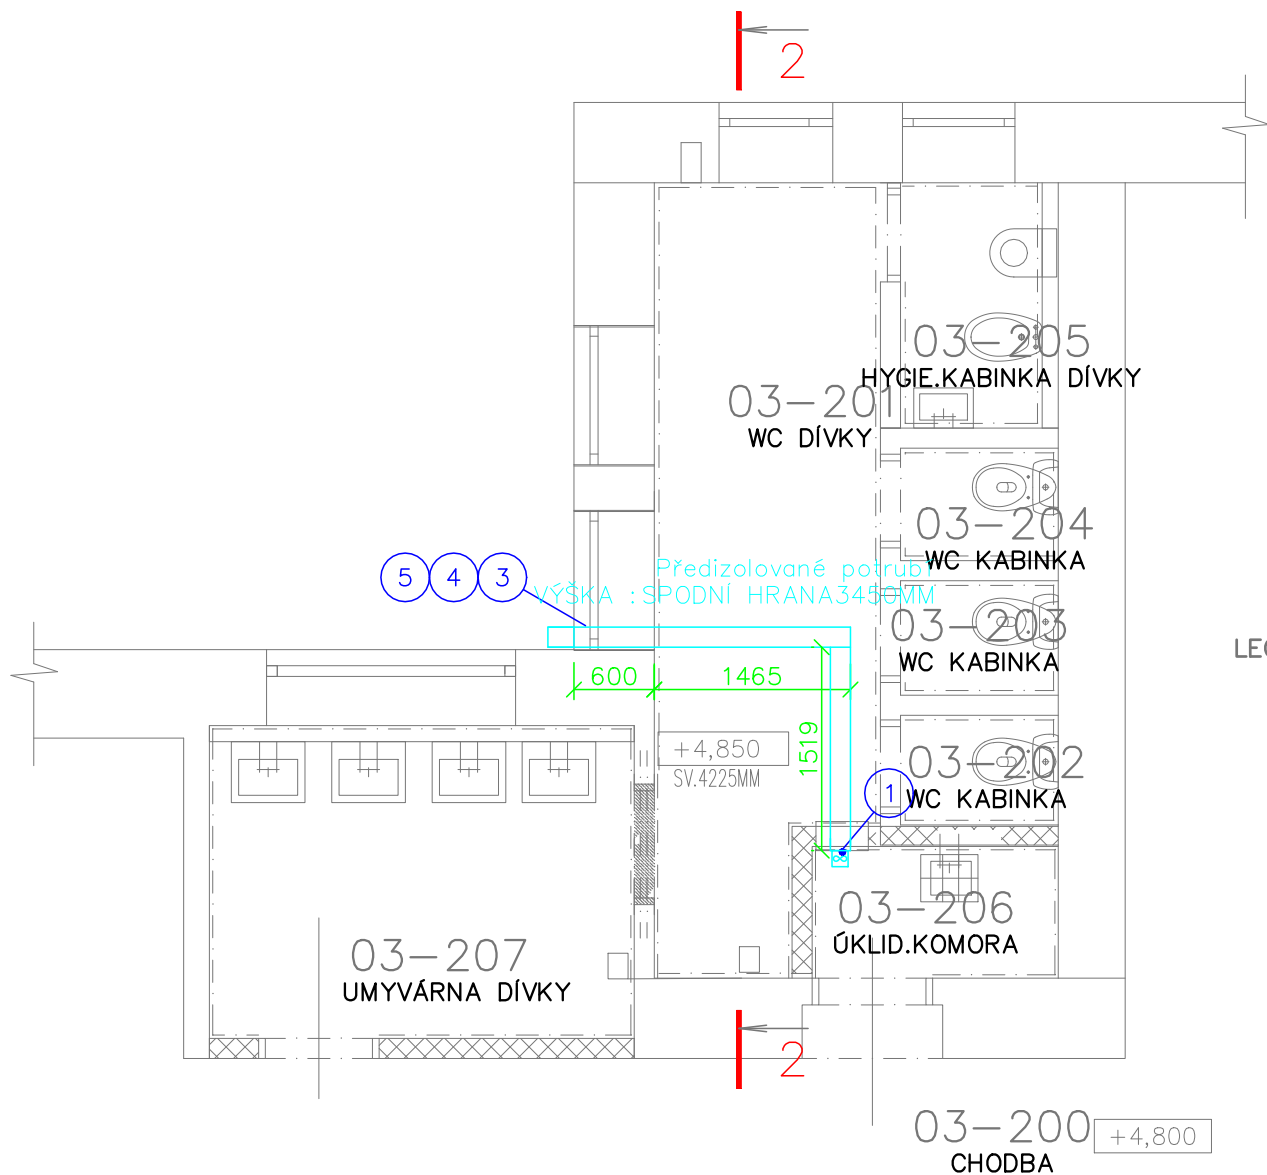 2
03-205
HYGIE.KABINKA DÍVKY
03-201
WC DÍVKY
03-204
WC KABINKA
5 4 3
Předizolované potrubí
VÝŠKA :SPODNÍ HRANA3450MM
03-203
WC KABINKA
LEG
600
1465
1519
+4,850
SV.4225MM
03-202
WC KABINKA
1
03-206
ÚKLID.KOMORA
03-207
UMYVÁRNA DÍVKY
2
03-200
+4,800
CHODBA